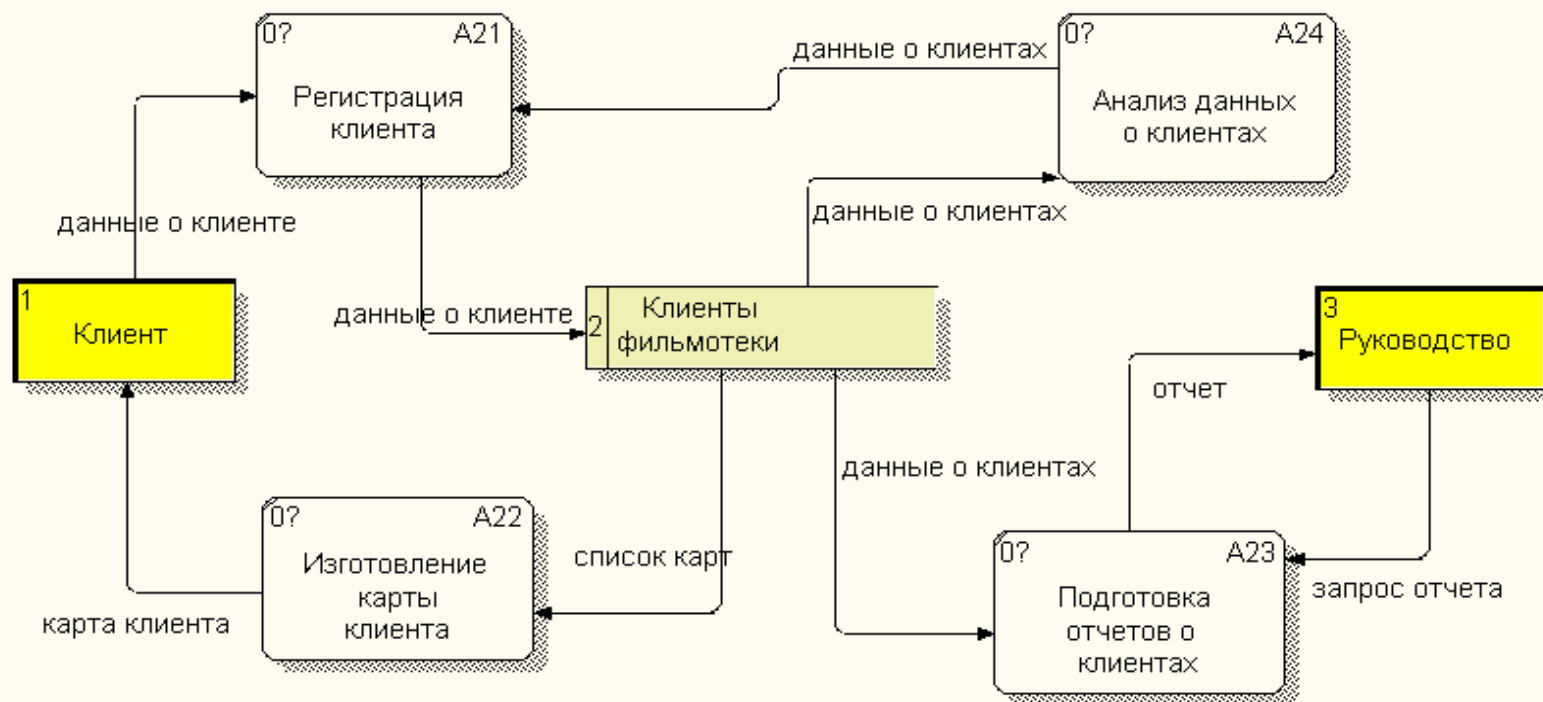 0? A21
Регистрация
клиента
данные о клиентах
0? A24
Анализ данных
о клиентах
данные о клиенте
данные о клиентах
1
Клиент
данные о клиенте
2
Клиенты
фильмотеки
3
Руководство
отчет
данные о клиентах
0? A22
Изготовление
карты
клиента
список карт
карта клиента
0? A23
Подготовка
отчетов о
клиентах
запрос отчета